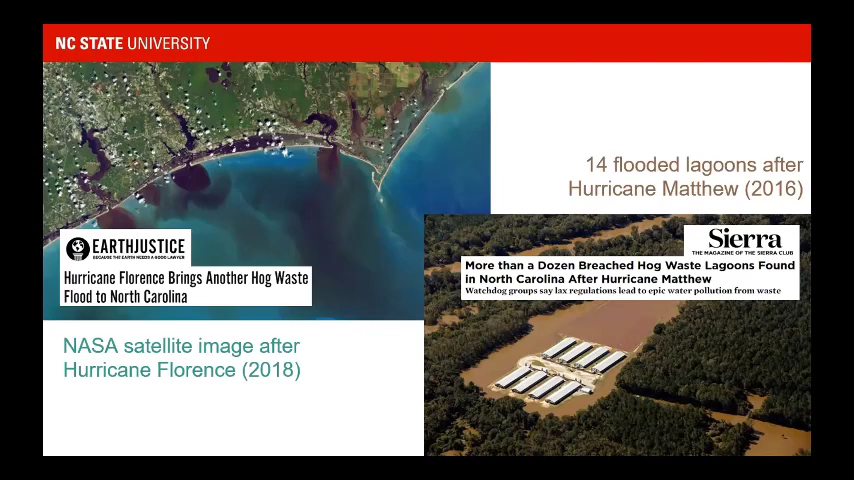 NC STATE UNIVERSITY
14 flooded lagoons after
Hurricane Matthew (2016)
EARTHJUSTICE
BECAUSE THE EARTH NEEDS A GOOD LAWYER
Hurricane Florence Brings Another Hog Waste
Flood to North Carolina
Sierra
THE MAGAZINE OF THE SIERRA CLUB
More than a Dozen Breached Hog Waste Lagoons Found
in North Carolina After Hurricane Matthew
Watchdog groups say lax regulations lead to epic water pollution from waste
NASA satellite image after
Hurricane Florence (2018)